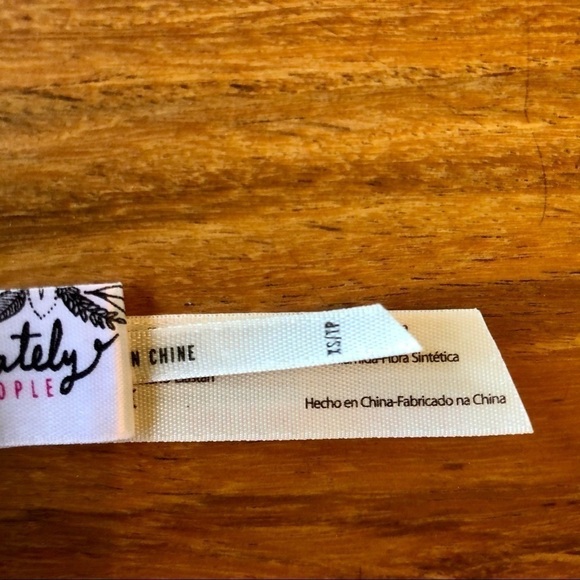 ately
OPLE
N CHINE
XS/TP
Fibra Sintética
Hecho en China-Fabricado na China